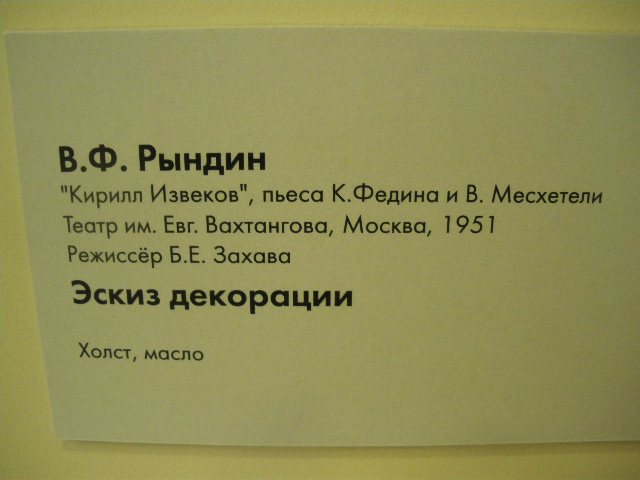 В.Ф. Рындин
"Кирилл Извеков", пьеса К.Федина и В. Месхетели
Театр им. Евг. Вахтангова, Москва, 1951
Режиссёр Б.Е. Захава
Эскиз декорации
Холст, масло